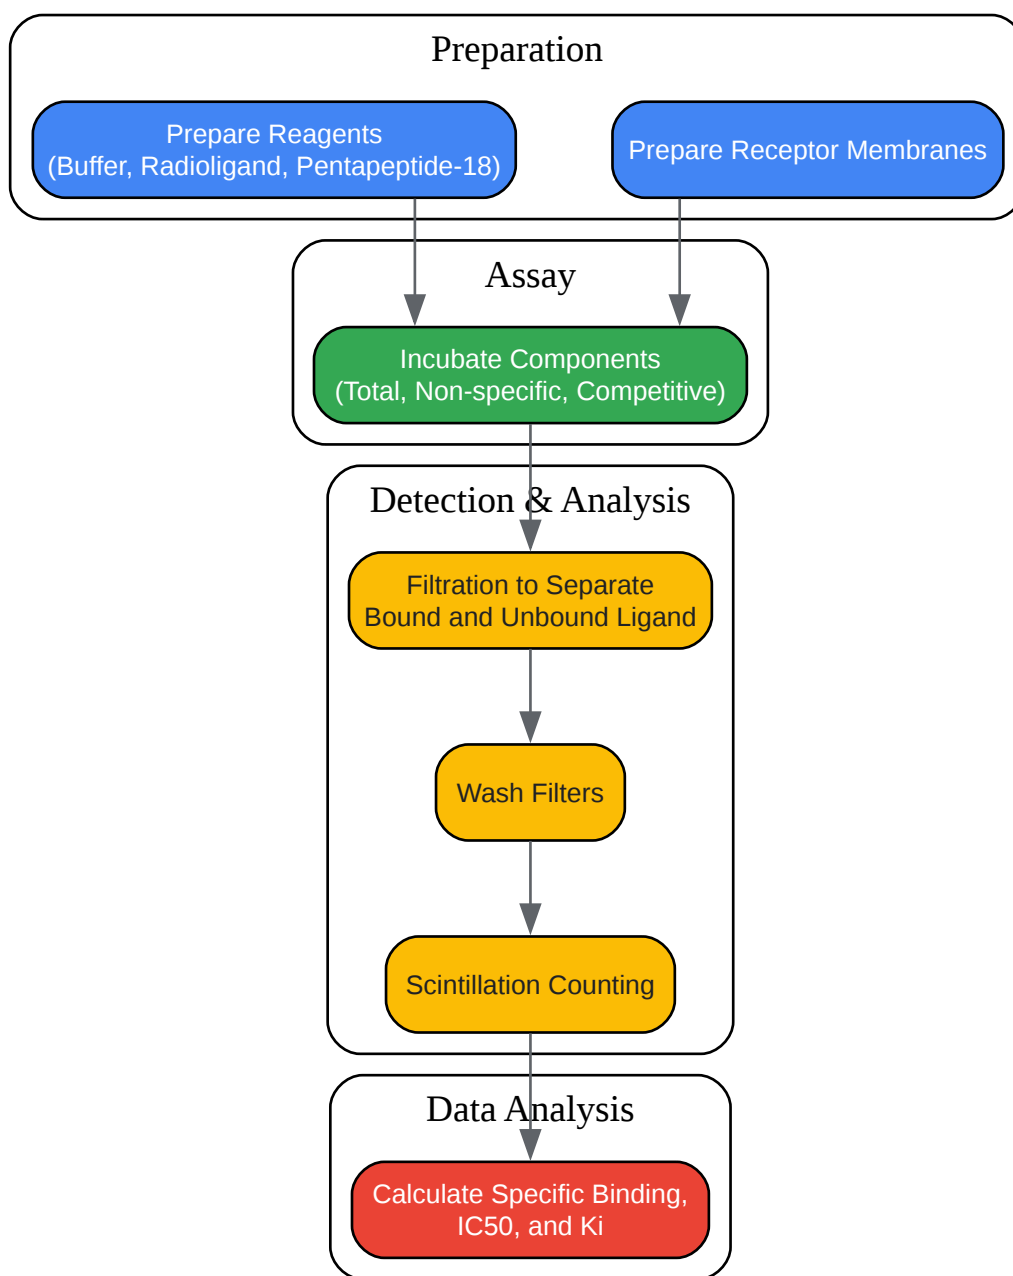 Preparation
Prepare Reagents
(Buffer, Radioligand, Pentapeptide-18)
Prepare Receptor Membranes
Assay
Incubate Components
(Total, Non-specific, Competitive)
Detection & Analysis
Filtration to Separate
Bound and Unbound Ligand
Wash Filters
Scintillation Counting
Data Analysis
Calculate Specific Binding,
IC50, and Ki